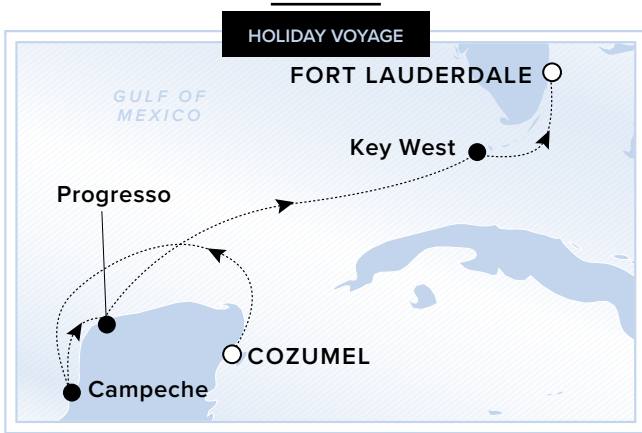 HOLIDAY VOYAGE
FORT LAUDERDALE
GULF OF
MEXICO
Key West
Progresso
COZUMEL
Campeche